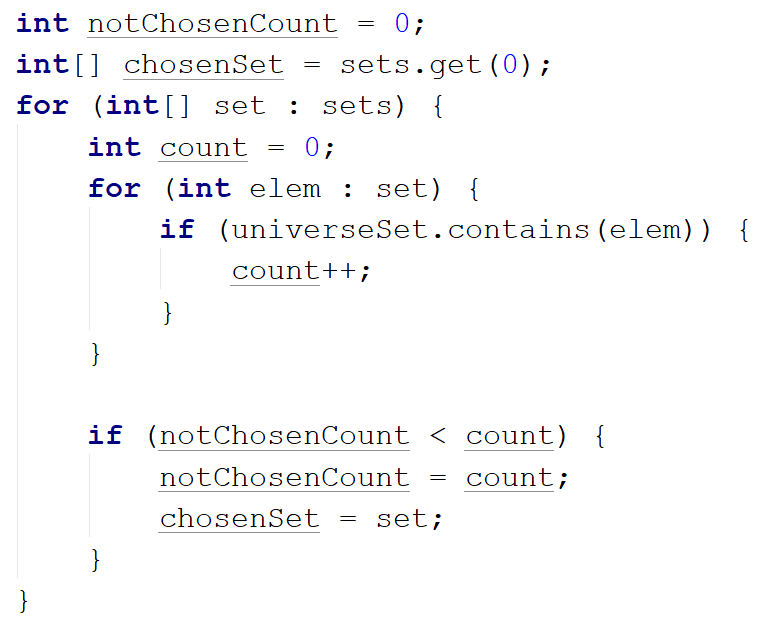 int notChosenCount = 0;
int[] chosenSet = sets.get(0);
for (int[] set : sets) {
    int count = 0;
    for (int elem : set) {
        if (universeSet.contains(elem)) {
            count++;
        }
    }

    if (notChosenCount < count) {
        notChosenCount = count;
        chosenSet = set;
    }
}